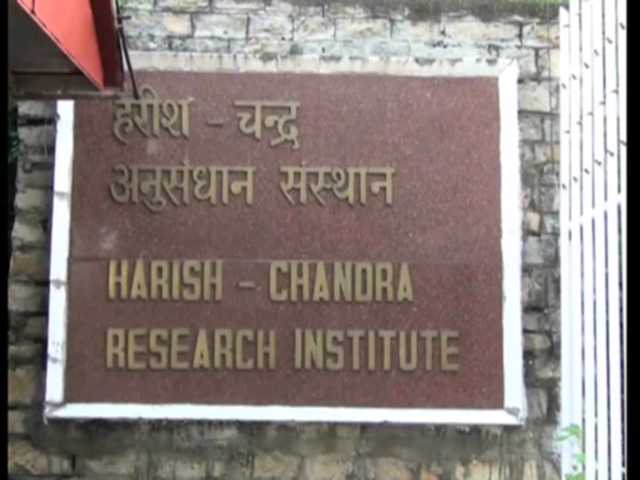 हरीश - चन्द्र
अनुसंधान संस्थान
HARISH - CHANDRA
RESEARCH INSTITUTE